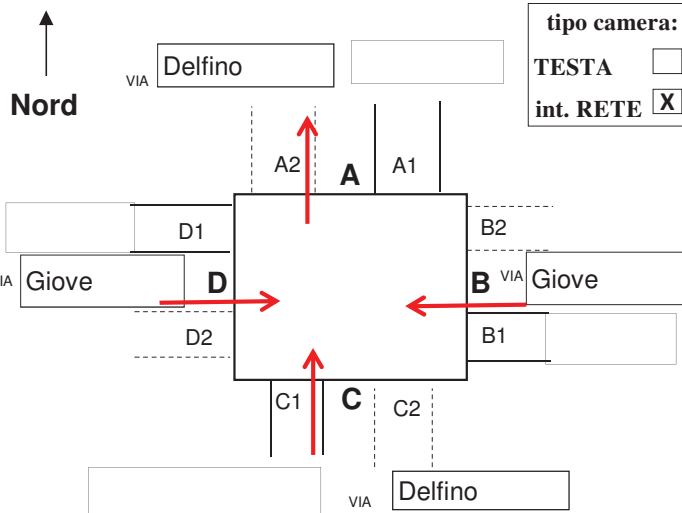 Nord
VIA Delfino
tipo camera:
TESTA
int. RETE X
A2
A
A1
D1
B2
VIA Giove
D
B
VIA Giove
D2
B1
C1
C
C2
VIA Delfino